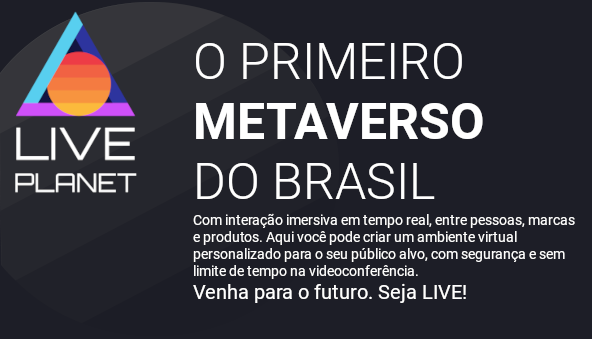 LIVE
PLANET
O PRIMEIRO
METAVERSO
DO BRASIL
Com interação imersiva em tempo real, entre pessoas, marcas
e produtos. Aqui você pode criar um ambiente virtual
personalizado para o seu público alvo, com segurança e sem
limite de tempo na videoconferência.
Venha para o futuro. Seja LIVE!